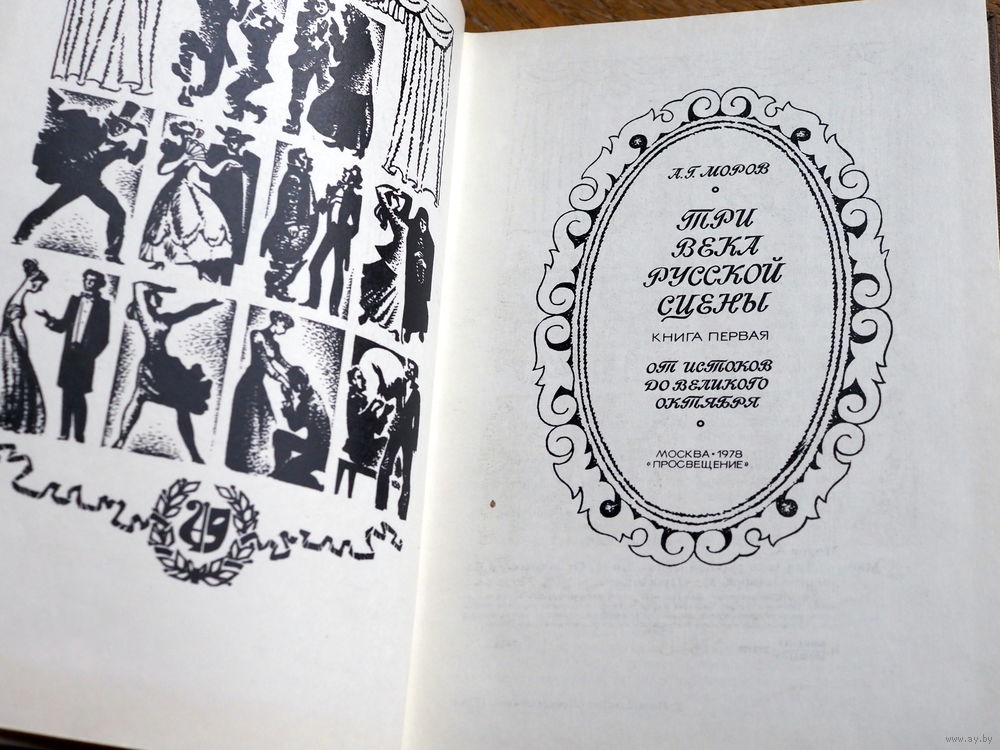 А.Г. МОРОВ
ТРИ
ВЕКА
РУССКОЙ
СЦЕНЫ
КНИГА ПЕРВАЯ
ОТ ИСТОКОВ
ДО ВЕЛИКОГО
ОКТЯБРЯ
МОСКВА • 1978
«ПРОСВЕЩЕНИЕ»
www.ay.by